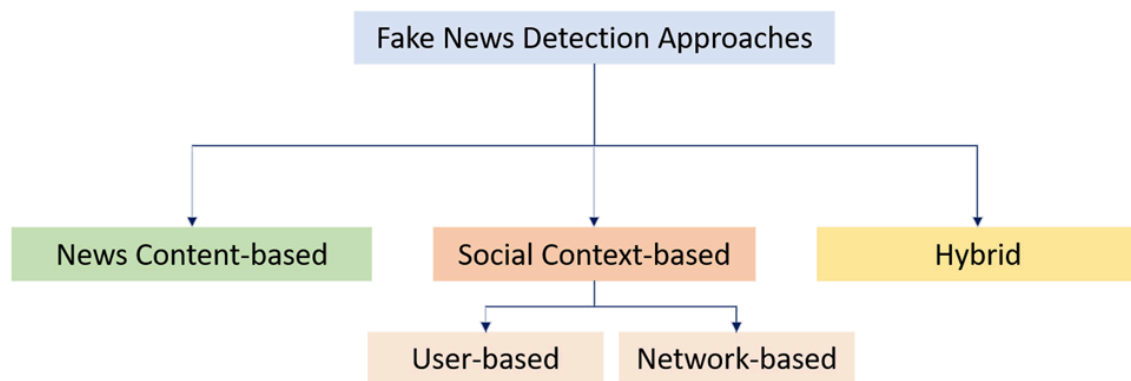 Fake News Detection Approaches
News Content-based
Social Context-based
Hybrid
User-based
Network-based